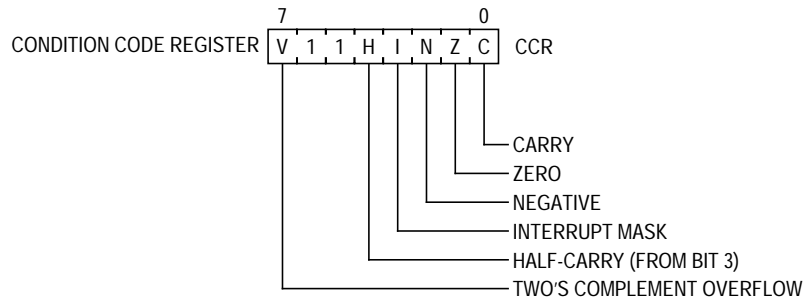 7 0
CONDITION CODE REGISTER V 1 1 H I N Z C CCR
CARRY
ZERO
NEGATIVE
INTERRUPT MASK
HALF-CARRY (FROM BIT 3)
TWO'S COMPLEMENT OVERFLOW